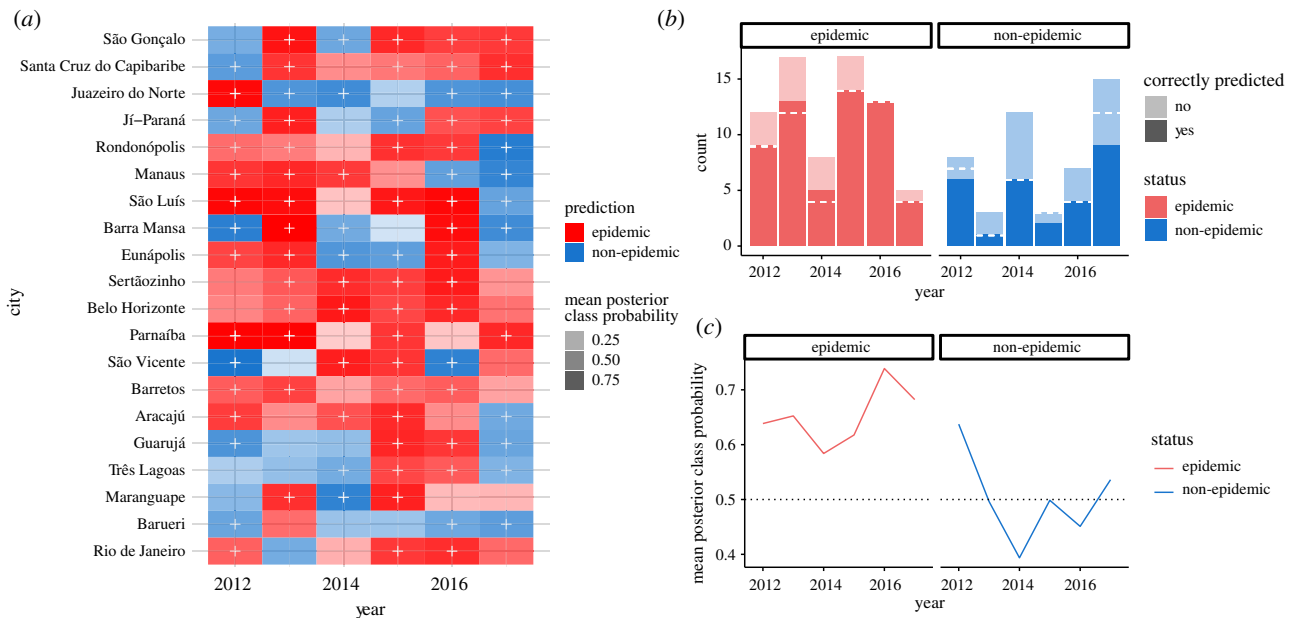 (a)
São Gonçalo
Santa Cruz do Capibaribe
Juazeiro do Norte
Jí−Paraná
Rondonópolis
Manaus
São Luís
Barra Mansa
Eunápolis
Sertãozinho
Belo Horizonte
Parnaíba
São Vicente
Barretos
Aracajú
Guarujá
Três Lagoas
Maranguape
Barueri
Rio de Janeiro
city
2012 2014 2016
year
prediction
epidemic
non-epidemic
mean posterior
class probability
0.25
0.50
0.75
(b)
epidemic non-epidemic
15
10
5
0
count
2012 2014 2016 2012 2014 2016
year
correctly predicted
no
yes
status
epidemic
non-epidemic
(c)
epidemic non-epidemic
0.7
0.6
0.5
0.4
mean posterior class probability
2012 2014 2016 2012 2014 2016
year
status
epidemic
non-epidemic